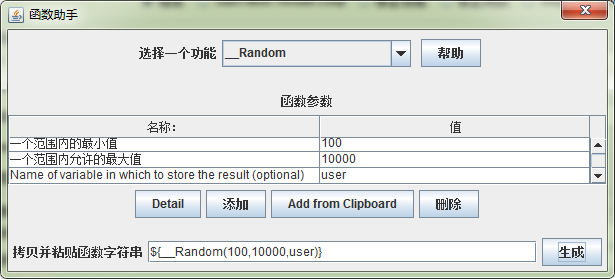 函数助手
选择一个功能 __Random 帮助
函数参数
名称: 值
一个范围内的最小值 100
一个范围内允许的最大值 10000
Name of variable in which to store the result (optional) user
Detail 添加 Add from Clipboard 删除
拷贝并粘贴函数字符串 ${__Random(100,10000,user)} 生成